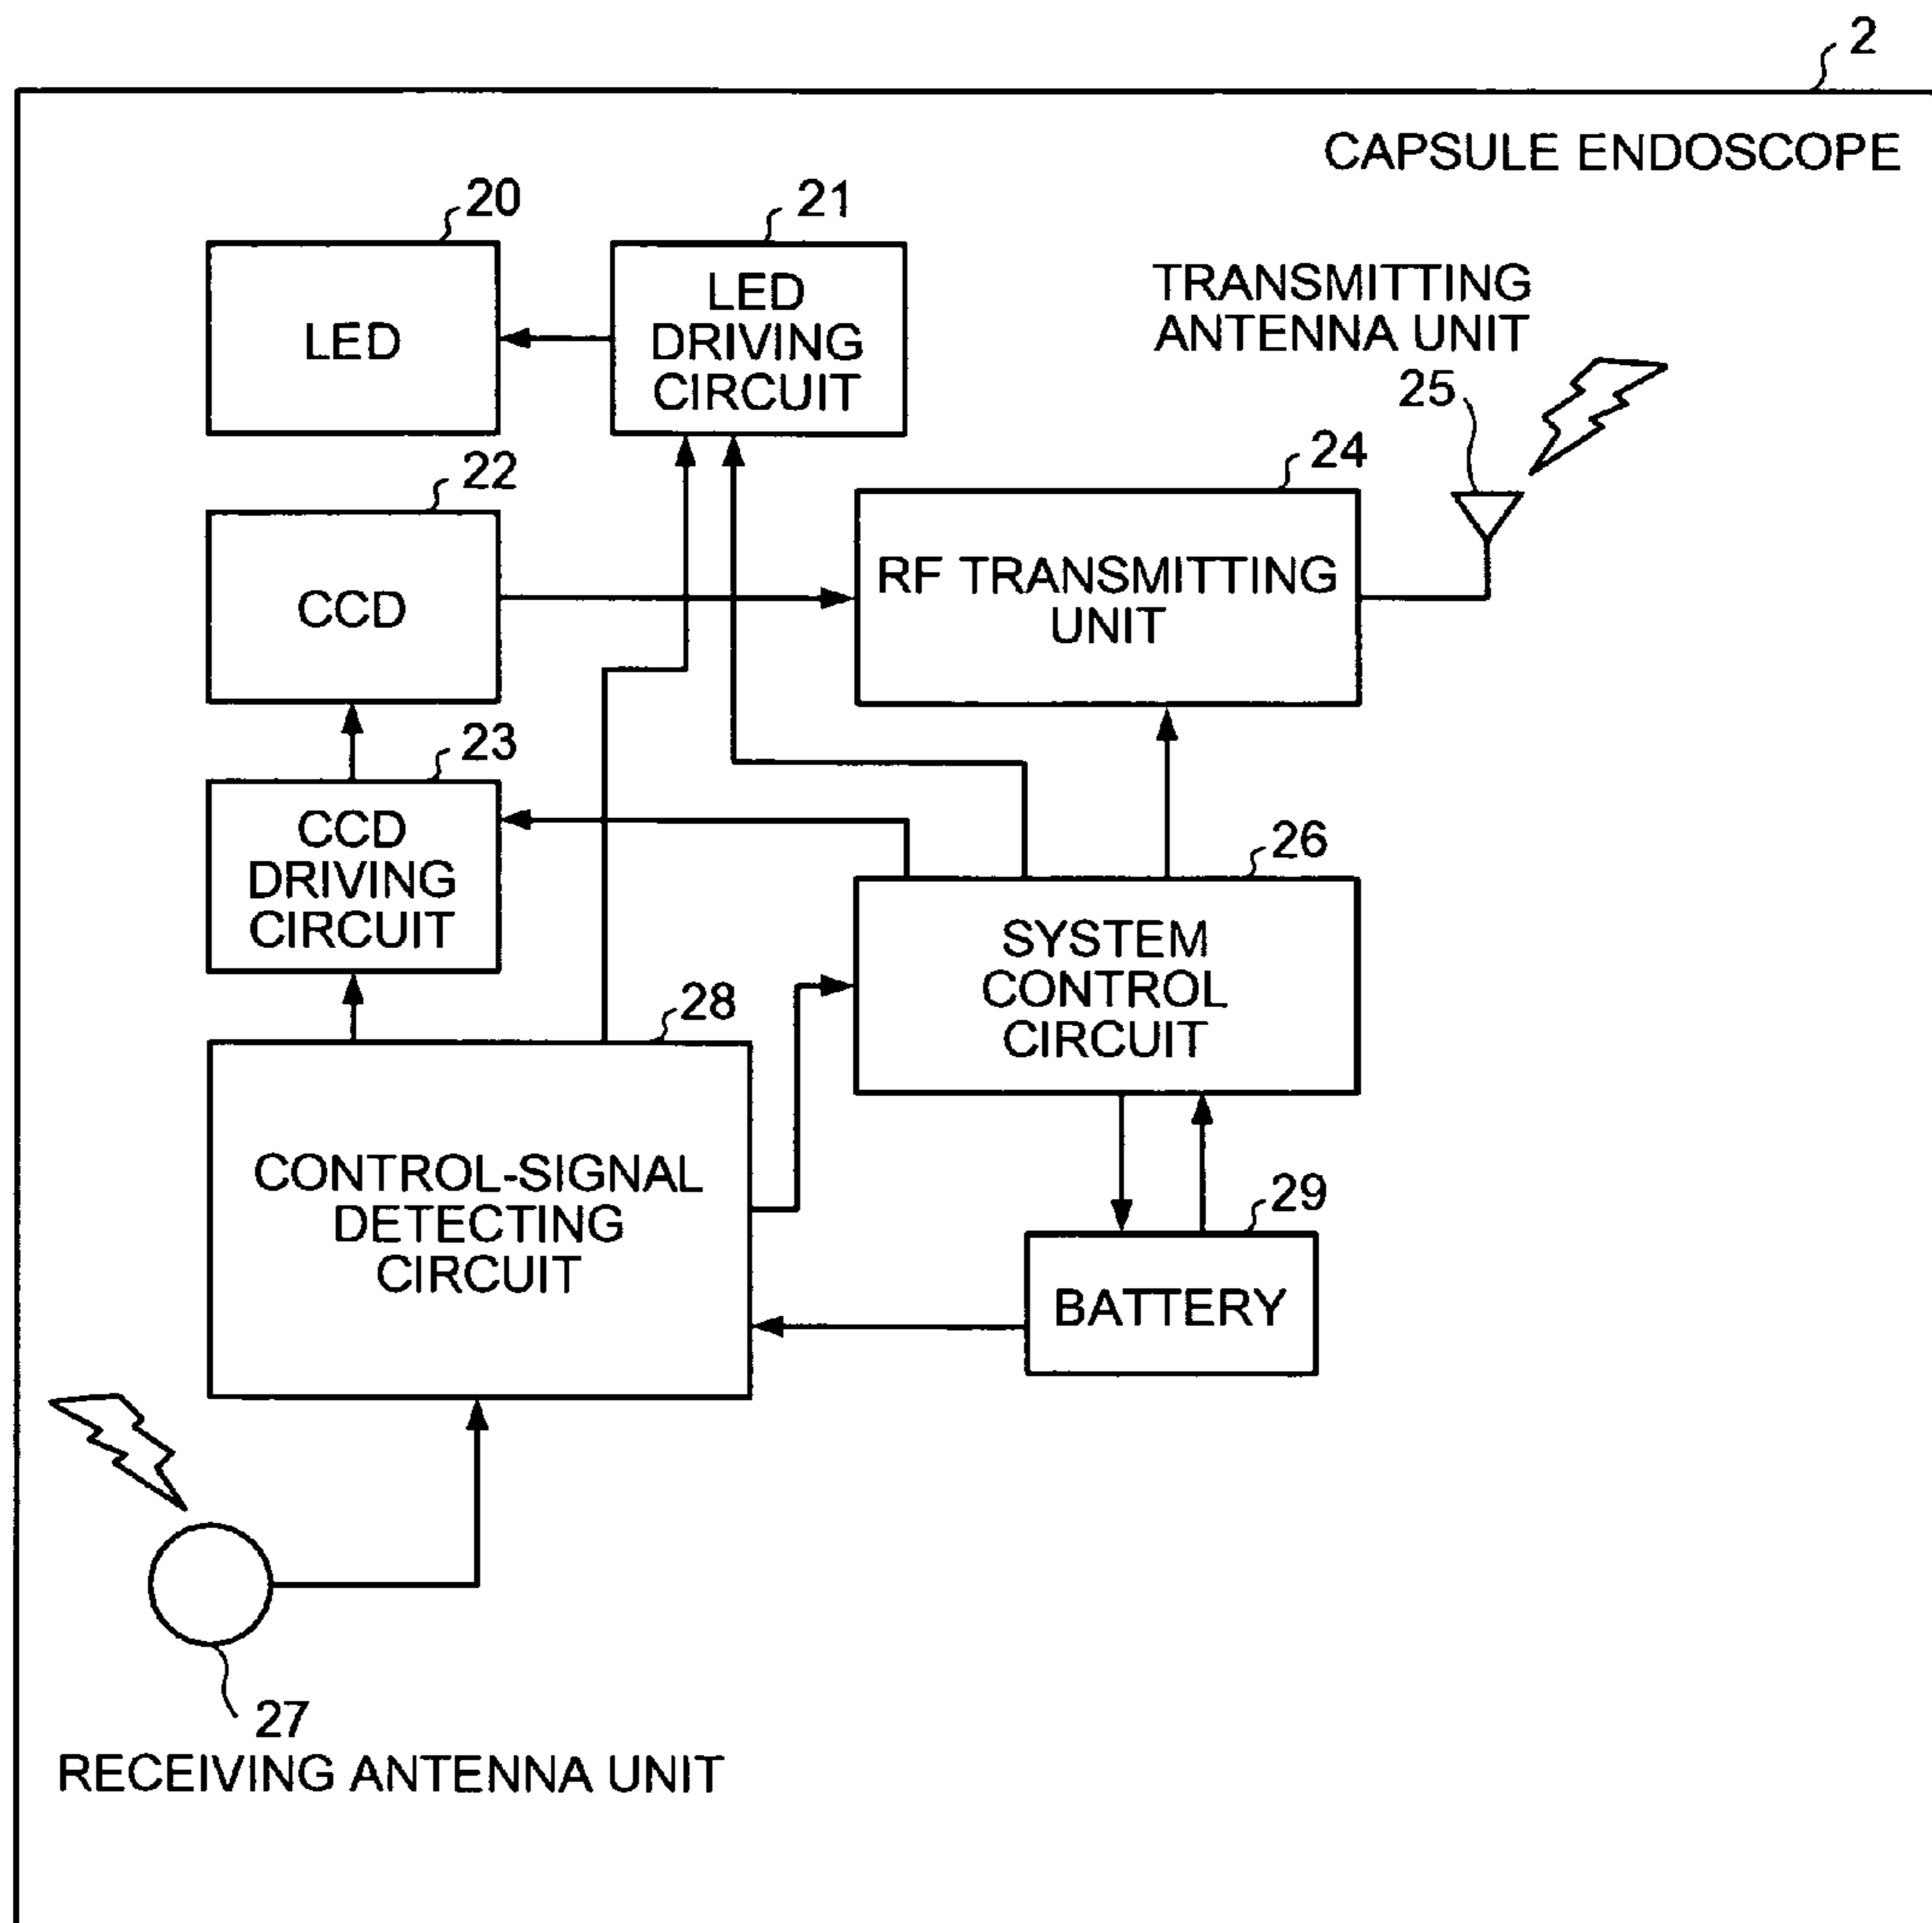 2
CAPSULE ENDOSCOPE
20
21
LED
LED
DRIVING
CIRCUIT
TRANSMITTING
ANTENNA UNIT
25
22
24
CCD
RF TRANSMITTING
UNIT
23
CCD
DRIVING
CIRCUIT
26
SYSTEM
CONTROL
CIRCUIT
28
CONTROL-SIGNAL
DETECTING
CIRCUIT
29
BATTERY
27
RECEIVING ANTENNA UNIT